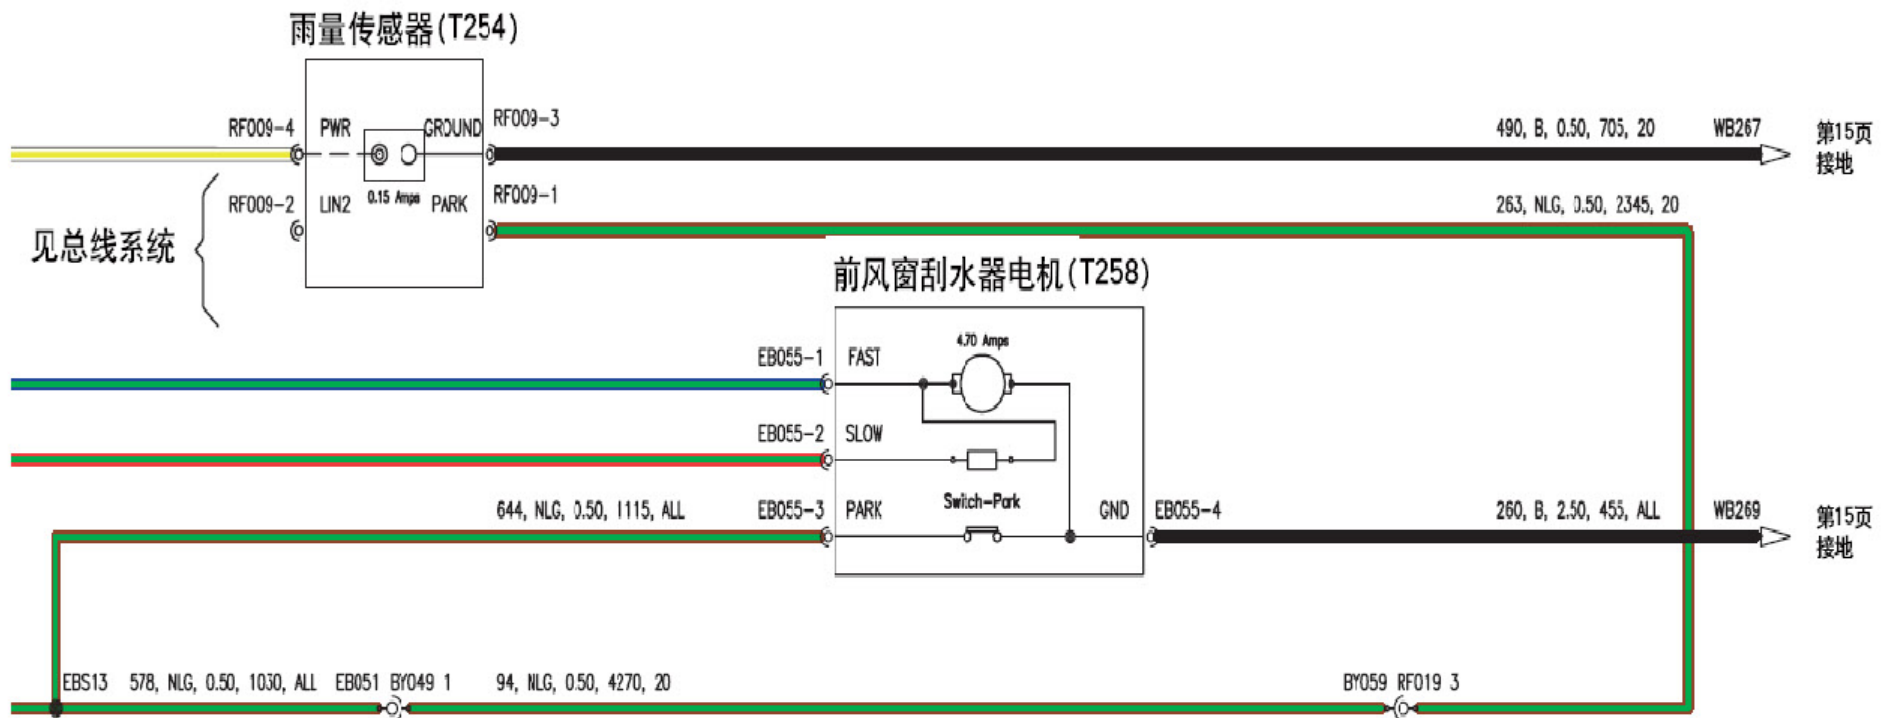 雨量传感器(T254)
RF009-4 PWR GROUND RF009-3 490, B, 0.50, 705, 20 WB267 第15页
接地
RF009-2 LIN2 0.15 Amps PARK RF009-1 263, NLG, 0.50, 2345, 20
见总线系统
前风窗刮水器电机(T258)
4.70 Amps
EB055-1 FAST
EB055-2 SLOW
Switch-Park
644, NLG, 0.50, 1115, ALL EB055-3 PARK GND EB055-4 260, B, 2.50, 455, ALL WB269 第15页
接地
EBS13 578, NLG, 0.50, 1030, ALL EB051 BY049 1 94, NLG, 0.50, 4270, 20 BY059 RF019 3